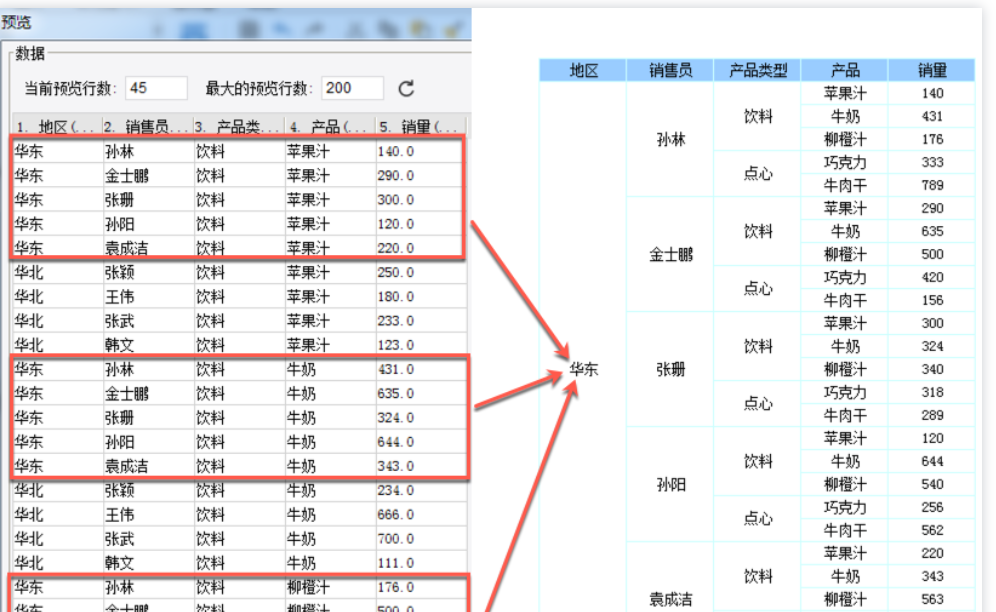 预览
数据
当前预览行数: 45 最大的预览行数: 200
1. 地区(... 2. 销售员... 3. 产品类... 4. 产品(... 5. 销量(...
华东 孙林 饮料 苹果汁 140.0
华东 金士鹏 饮料 苹果汁 290.0
华东 张珊 饮料 苹果汁 300.0
华东 孙阳 饮料 苹果汁 120.0
华东 袁成洁 饮料 苹果汁 220.0
华北 张颖 饮料 苹果汁 250.0
华北 王伟 饮料 苹果汁 180.0
华北 张武 饮料 苹果汁 233.0
华北 韩文 饮料 苹果汁 123.0
华东 孙林 饮料 牛奶 431.0
华东 金士鹏 饮料 牛奶 635.0
华东 张珊 饮料 牛奶 324.0
华东 孙阳 饮料 牛奶 644.0
华东 袁成洁 饮料 牛奶 343.0
华北 张颖 饮料 牛奶 234.0
华北 王伟 饮料 牛奶 666.0
华北 张武 饮料 牛奶 700.0
华北 韩文 饮料 牛奶 111.0
华东 孙林 饮料 柳橙汁 176.0
华东 金士鹏 饮料 柳橙汁 500.0
地区 销售员 产品类型 产品 销量
苹果汁 140
饮料 牛奶 431
孙林 柳橙汁 176
巧克力 333
点心
牛肉干 789
苹果汁 290
饮料 牛奶 635
金士鹏 柳橙汁 500
巧克力 420
点心
牛肉干 156
苹果汁 300
饮料 牛奶 324
华东 张珊 柳橙汁 340
巧克力 318
点心
牛肉干 289
苹果汁 120
饮料 牛奶 644
孙阳 柳橙汁 540
巧克力 256
点心
牛肉干 562
苹果汁 220
饮料 牛奶 343
袁成洁 柳橙汁 563